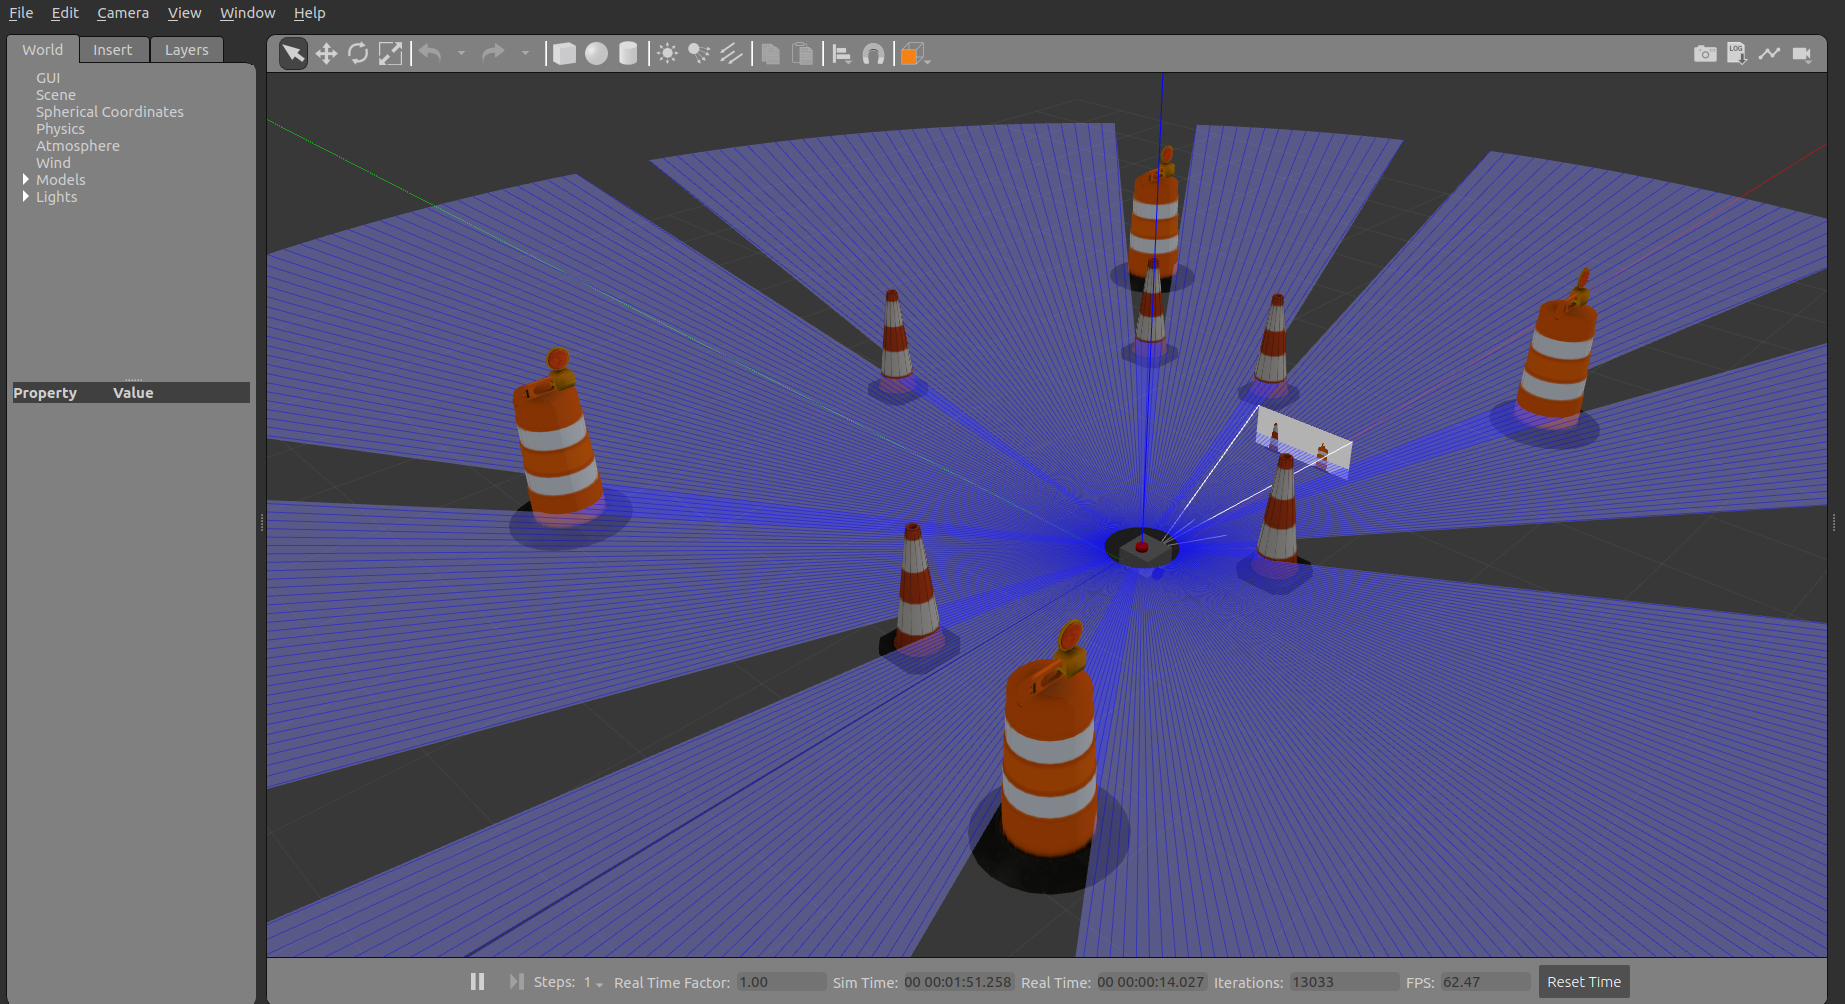 File Edit Camera View Window Help
World Insert Layers
LOG
GUI
Scene
Spherical Coordinates
Physics
Atmosphere
Wind
Models
Lights
Property Value
Steps: 1 Real Time Factor: 1.00 Sim Time: 00 00:01:51.258 Real Time: 00 00:00:14.027 Iterations: 13033 FPS: 62.47 Reset Time